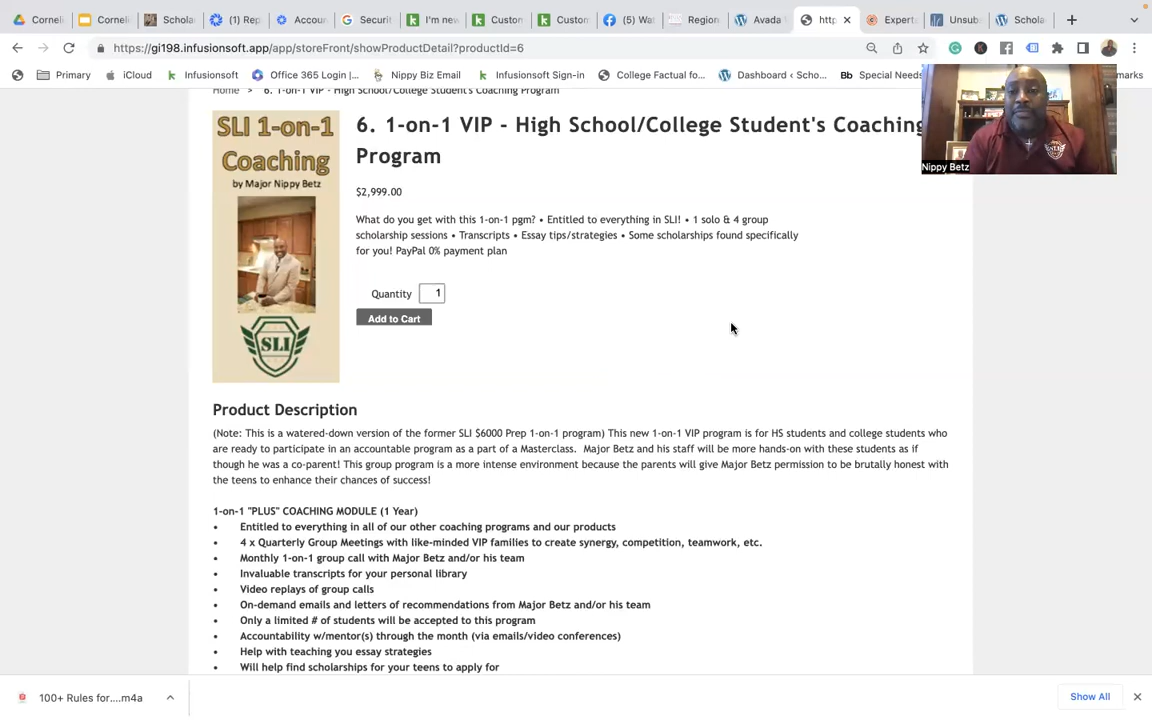 Corneli
Corneli
Schola
(1) Rep
Accou
Securit
I'm new
Custon
Custon
(5) Wat
Region
Avada
http
Expert
Unsub
Schola
https://gi198.infusionsoft.app/app/storeFront/showProductDetail?productId=6
Primary
iCloud
Infusionsoft
Office 365 Login |...
Nippy Biz Email
Infusionsoft Sign-in
College Factual fo...
Dashboard ‹ Scho...
Bb Special Needs
marks
Home > 6. 1-on-1 VIP - High School/College Student's Coaching Program
SLI 1-on-1
Coaching
by Major Nippy Betz
SLI
6. 1-on-1 VIP - High School/College Student's Coaching
Program
Nippy Betz
$2,999.00
What do you get with this 1-on-1 pgm? • Entitled to everything in SLI! • 1 solo & 4 group
scholarship sessions • Transcripts • Essay tips/strategies • Some scholarships found specifically
for you! PayPal 0% payment plan
Quantity 1
Add to Cart
Product Description
(Note: This is a watered-down version of the former SLI $6000 Prep 1-on-1 program) This new 1-on-1 VIP program is for HS students and college students who
are ready to participate in an accountable program as a part of a Masterclass. Major Betz and his staff will be more hands-on with these students as if
though he was a co-parent! This group program is a more intense environment because the parents will give Major Betz permission to be brutally honest with
the teens to enhance their chances of success!
1-on-1 "PLUS" COACHING MODULE (1 Year)
• Entitled to everything in all of our other coaching programs and our products
• 4 x Quarterly Group Meetings with like-minded VIP families to create synergy, competition, teamwork, etc.
• Monthly 1-on-1 group call with Major Betz and/or his team
• Invaluable transcripts for your personal library
• Video replays of group calls
• On-demand emails and letters of recommendations from Major Betz and/or his team
• Only a limited # of students will be accepted to this program
• Accountability w/mentor(s) through the month (via emails/video conferences)
• Help with teaching you essay strategies
• Will help find scholarships for your teens to apply for
100+ Rules for....m4a
Show All